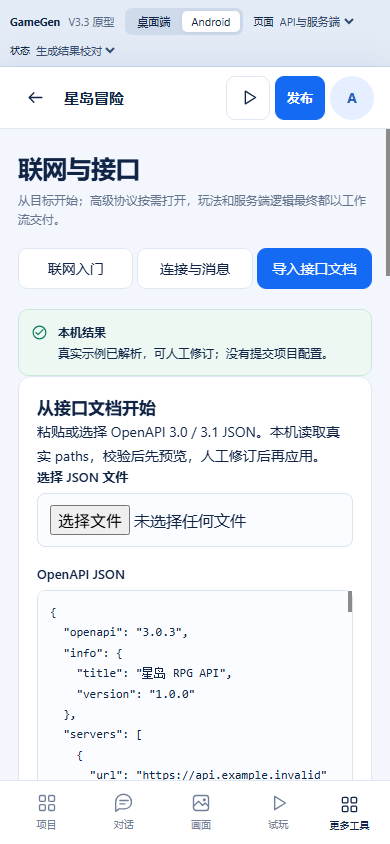 GameGen V3.3 原型 桌面端 Android 页面 API与服务端
状态 生成结果校对
星岛冒险 发布 A
联网与接口
从目标开始；高级协议按需打开，玩法和服务端逻辑最终都以工作
流交付。
联网入门 连接与消息 导入接口文档
本机结果
真实示例已解析，可人工修订；没有提交项目配置。
从接口文档开始
粘贴或选择 OpenAPI 3.0 / 3.1 JSON。本机读取真
实 paths，校验后先预览，人工修订后再应用。
选择 JSON 文件
选择文件 未选择任何文件
OpenAPI JSON
{
"openapi": "3.0.3",
"info": {
"title": "星岛 RPG API",
"version": "1.0.0"
},
"servers": [
{
"url": "https://api.example.invalid"
项目 对话 画面 试玩 更多工具